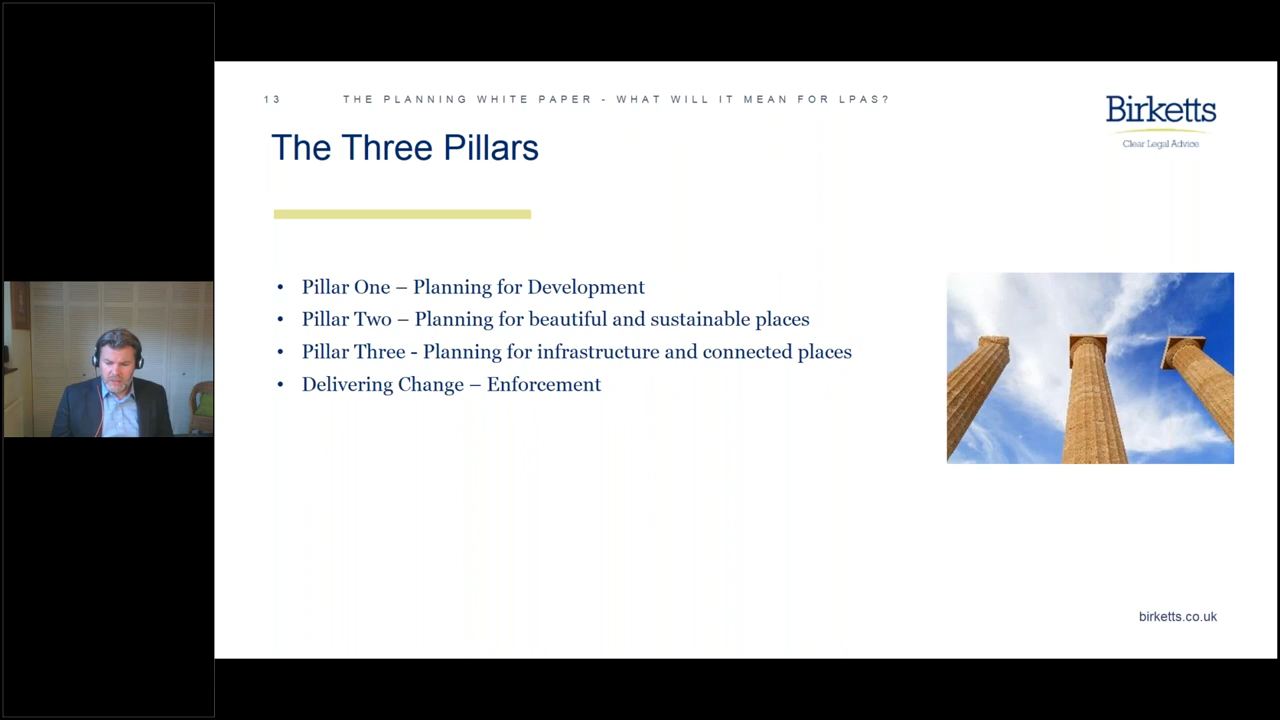 13 THE PLANNING WHITE PAPER - WHAT WILL IT MEAN FOR LPAS?
Birketts
Clear Legal Advice
The Three Pillars
• Pillar One – Planning for Development
• Pillar Two – Planning for beautiful and sustainable places
• Pillar Three - Planning for infrastructure and connected places
• Delivering Change – Enforcement
birketts.co.uk